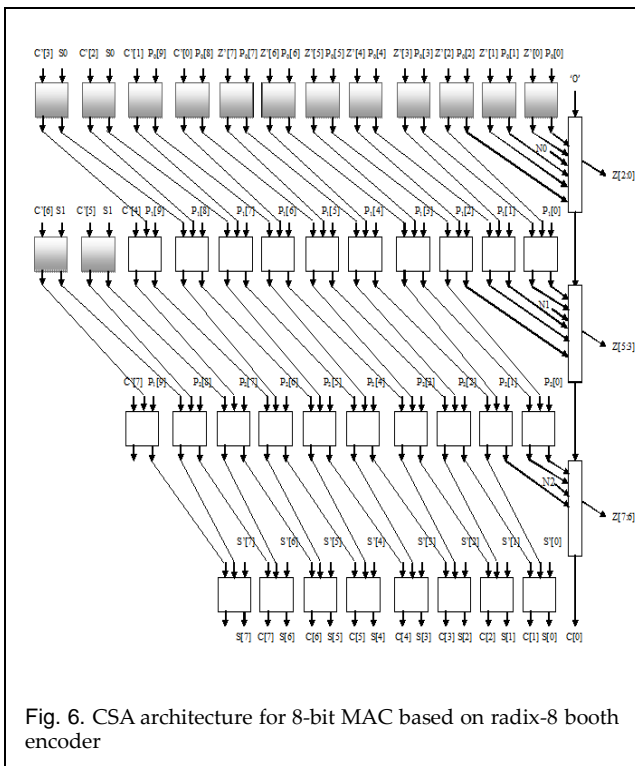 C'[3] S0 C'[2] S0 C'[1] P₀[9] C'[0] P₀[8] Z'[7] P₀[7] Z'[6] P₀[6] Z'[5] P₀[5] Z'[4] P₀[4] Z'[3] P₀[3] Z'[2] P₀[2] Z'[1] P₀[1] Z'[0] P₀[0]
'0'
N0
Z[2:0]
C'[6] S1 C'[5] S1 C'[4] P₁[9] P₁[8] P₁[7] P₁[6] P₁[5] P₁[4] P₁[3] P₁[2] P₁[1] P₁[0]
N1
Z[5:3]
C'[7] P₂[9] P₂[8] P₂[7] P₂[6] P₂[5] P₂[4] P₂[3] P₂[2] P₂[1] P₂[0]
N2
Z[7:6]
S'[7] S'[6] S'[5] S'[4] S'[3] S'[2] S'[1] S'[0]
S[7] C[7] S[6] C[6] S[5] C[5] S[4] C[4] S[3] C[3] S[2] C[2] S[1] C[1] S[0] C[0]
Fig. 6. CSA architecture for 8-bit MAC based on radix-8 booth
encoder